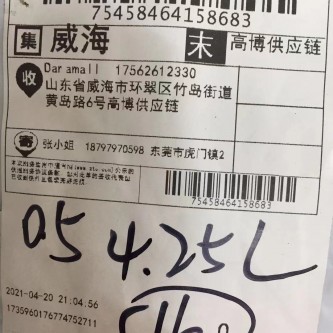 75458464158683
集 威海 末 高博供应链
收 Daramall 17562612330
山东省威海市环翠区竹岛街道
黄岛路6号高博供应链
寄 张小姐 18797970598 东莞市虎门镇2
75458464158683
05 4.25L
2021-04-20 21:04:56
1735960176774752711